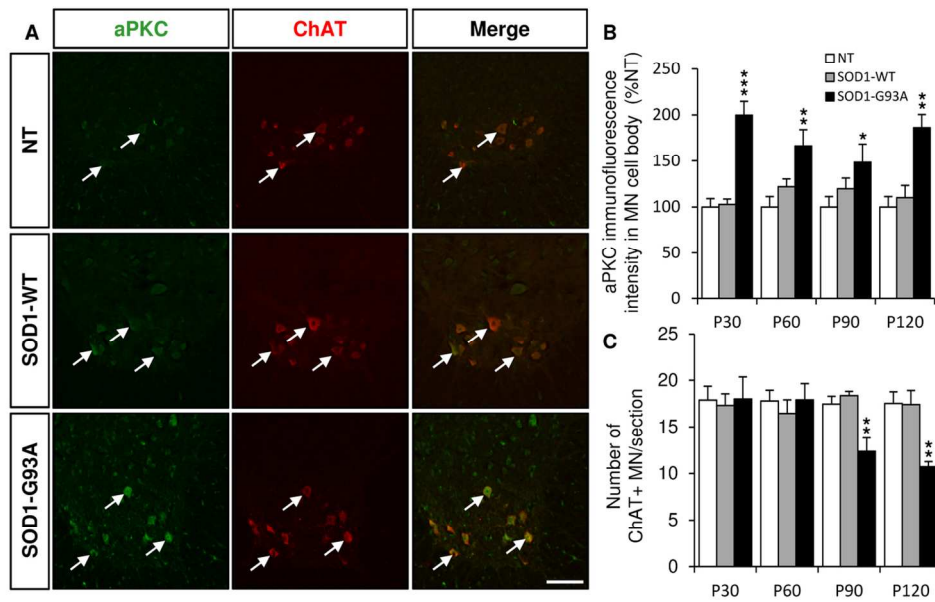 A
aPKC
ChAT
Merge
NT
SOD1-WT
SOD1-G93A
B
aPKC immunofluorescence
intensity in MN cell body (%NT)
250
200
150
100
50
0
NT
SOD1-WT
SOD1-G93A
***
**
*
**
P30 P60 P90 P120
C
Number of
ChAT+ MN/section
25
20
15
10
5
0
**
**
P30 P60 P90 P120